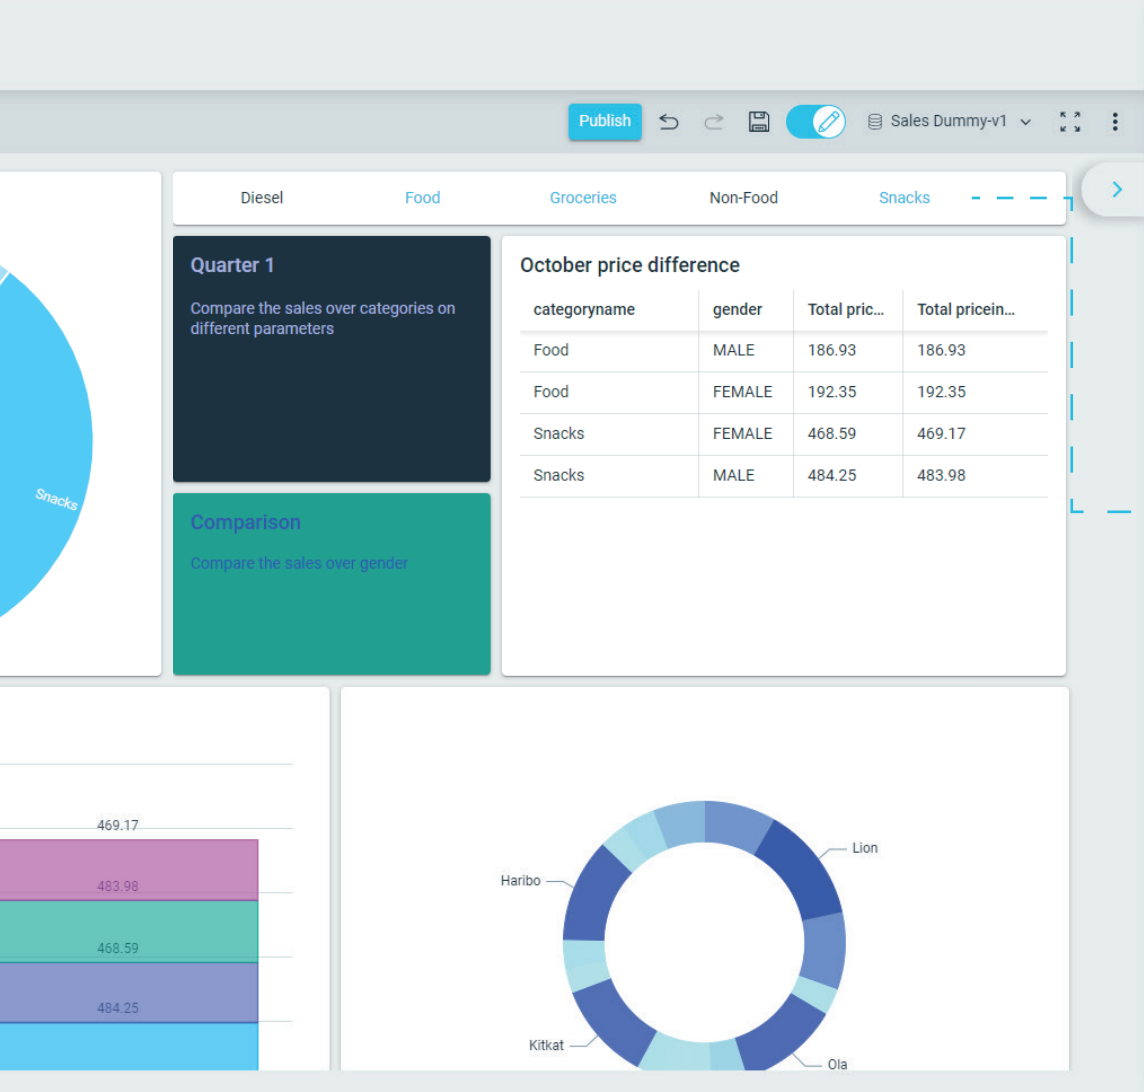 Publish
Sales Dummy-v1
Diesel Food Groceries Non-Food Snacks
Quarter 1
Compare the sales over categories on
different parameters
October price difference
categoryname gender Total pric... Total pricein...
Food MALE 186.93 186.93
Food FEMALE 192.35 192.35
Snacks FEMALE 468.59 469.17
Snacks MALE 484.25 483.98
Snacks
Comparison
Compare the sales over gender
469.17
483.98
468.59
484.25
Lion
Haribo
Kitkat
Ola